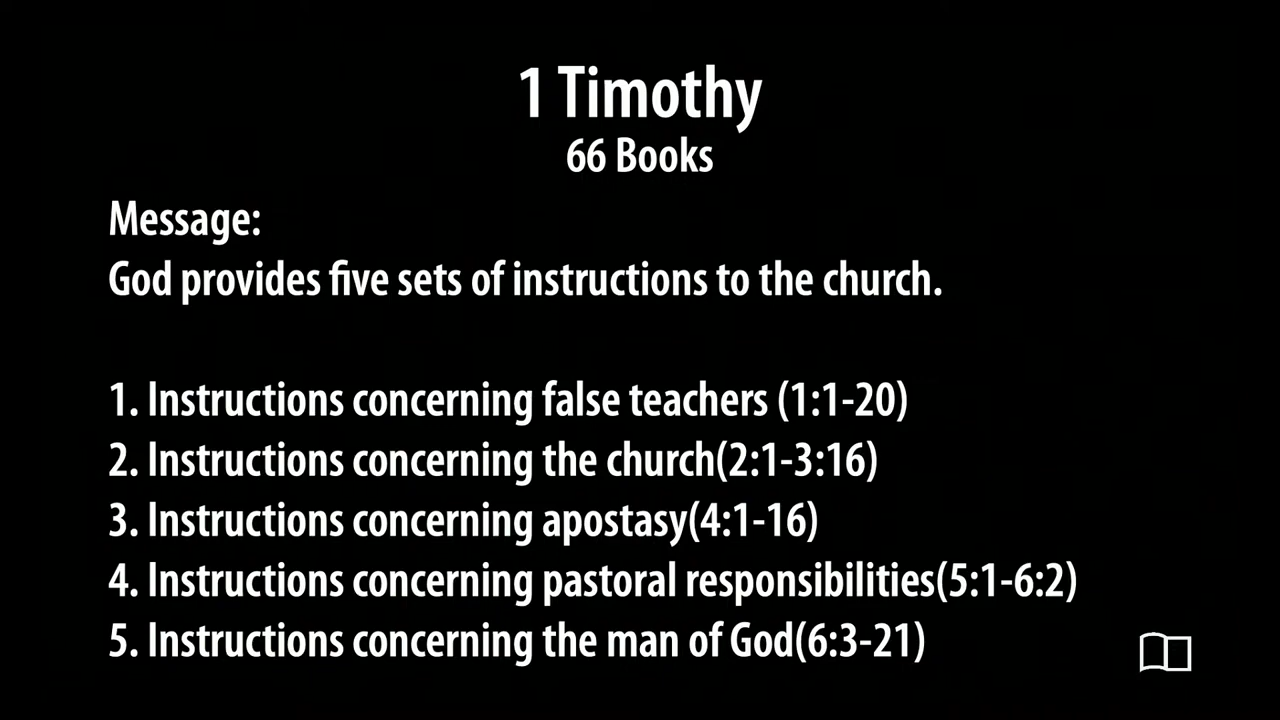 1 Timothy
66 Books
Message:
God provides five sets of instructions to the church.
1. Instructions concerning false teachers (1:1-20)
2. Instructions concerning the church(2:1-3:16)
3. Instructions concerning apostasy(4:1-16)
4. Instructions concerning pastoral responsibilities(5:1-6:2)
5. Instructions concerning the man of God(6:3-21)